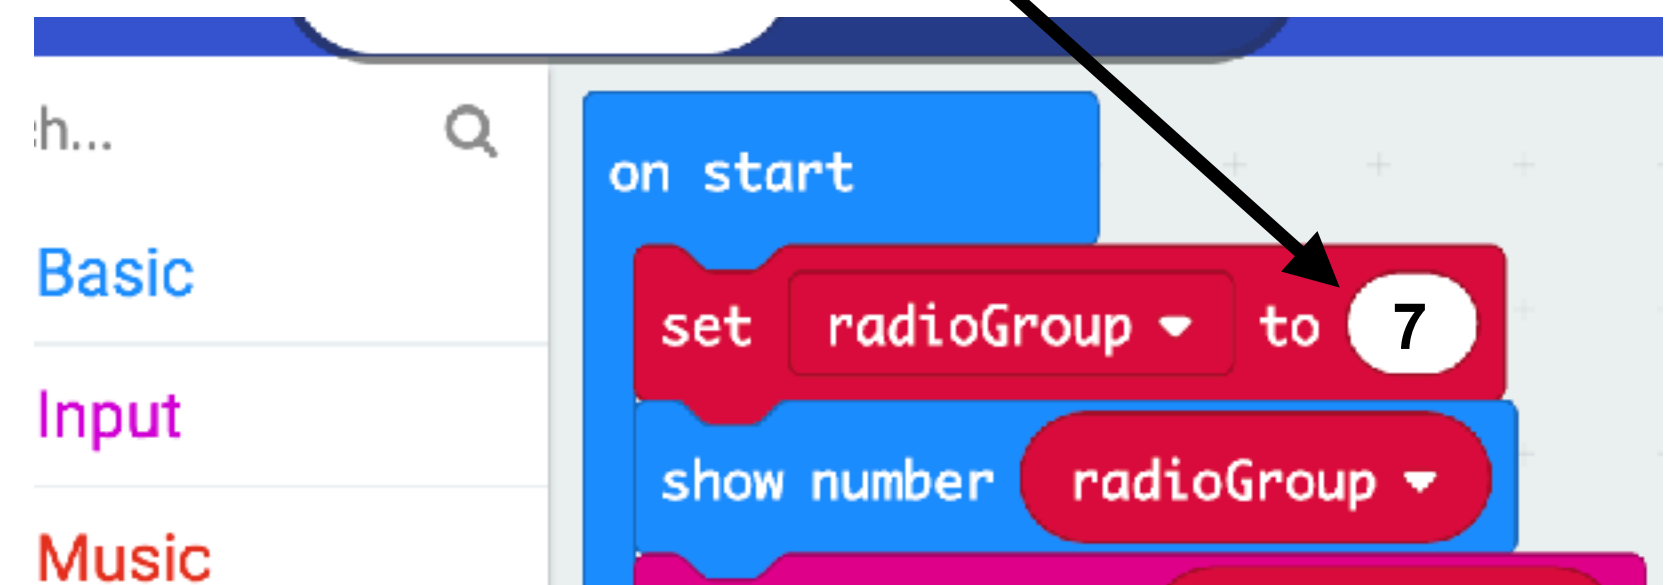 h...
Basic
Input
Music
on start
set radioGroup to 7
show number radioGroup